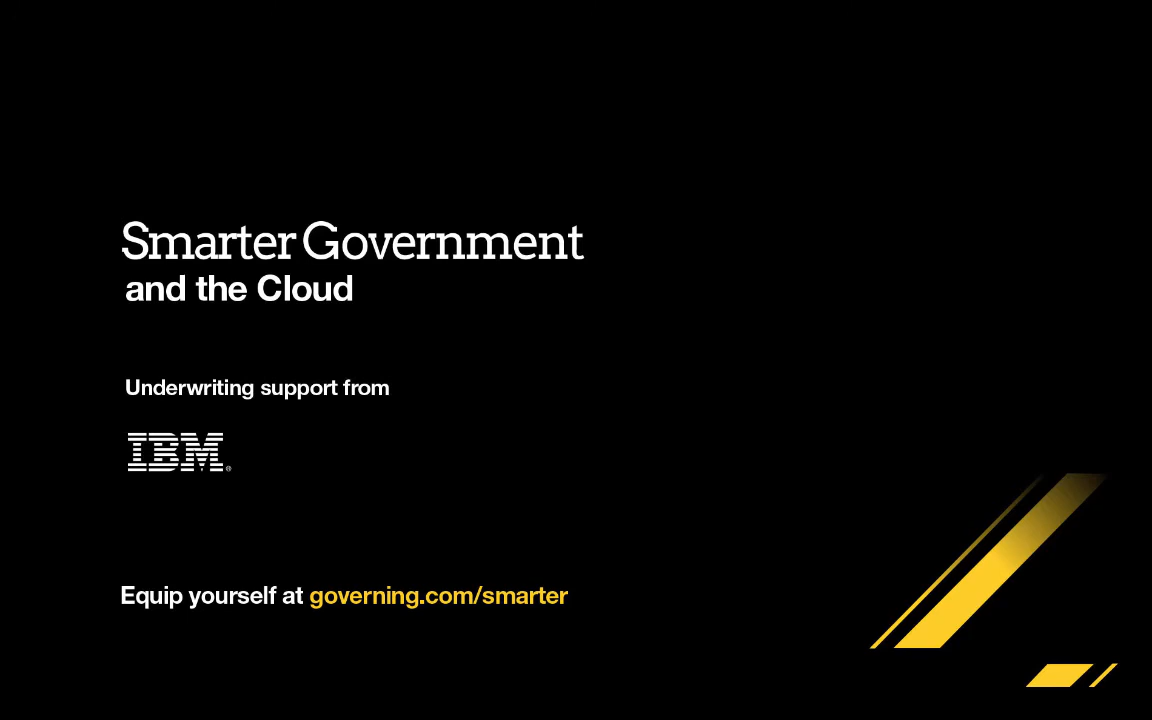 Smarter Government
and the Cloud
Underwriting support from
IBM®
Equip yourself at governing.com/smarter